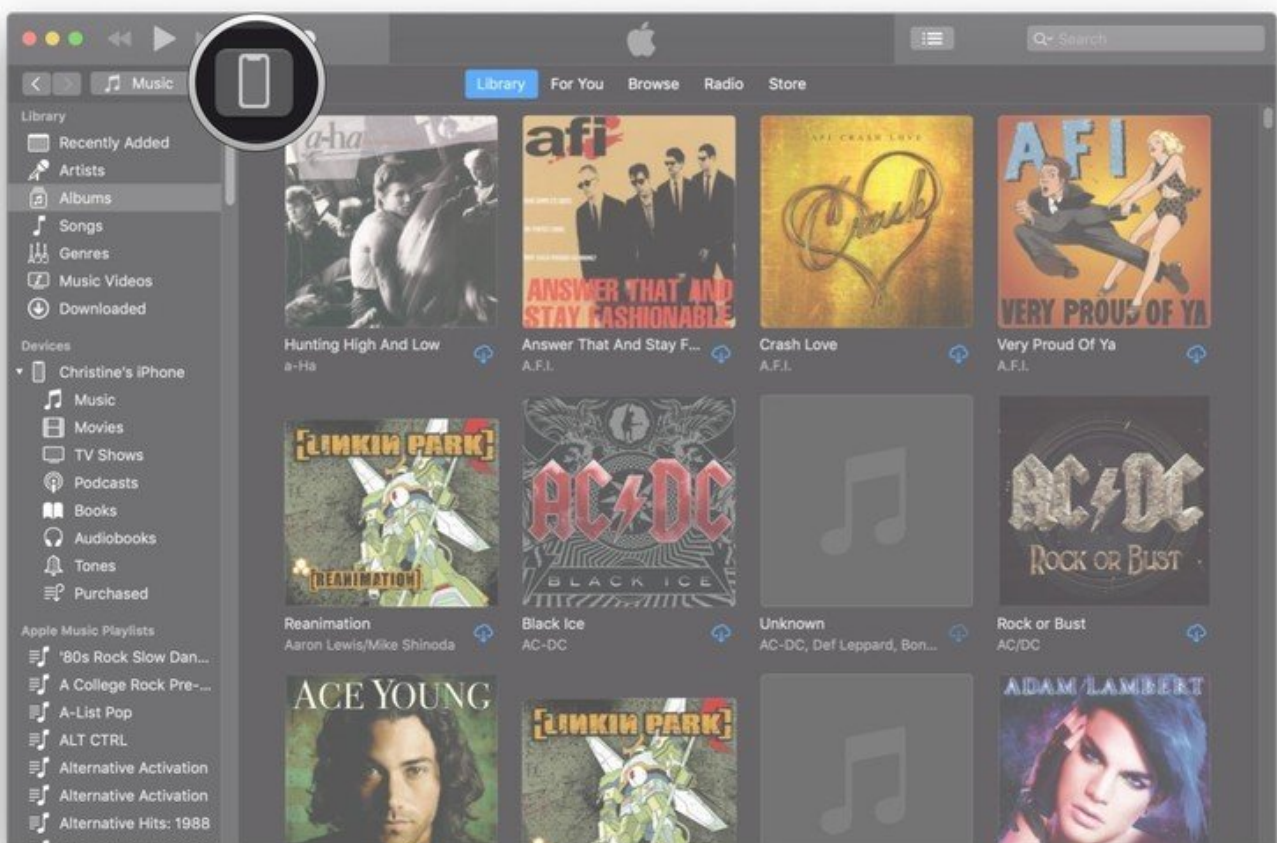 Search
Music
Library For You Browse Radio Store
Library
Recently Added
Artists
Albums
Songs
Genres
Music Videos
Downloaded
Devices
Christine's iPhone
Music
Movies
TV Shows
Podcasts
Books
Audiobooks
Tones
Purchased
Apple Music Playlists
'80s Rock Slow Dan...
A College Rock Pre-...
A-List Pop
ALT CTRL
Alternative Activation
Alternative Activation
Alternative Hits: 1988
a-ha
afi
ANSWER THAT AND
STAY FASHIONABLE
AFI CRASH LOVE
Crash
AFI
VERY PROUD OF YA
Hunting High And Low
a-Ha
Answer That And Stay F...
A.F.I.
Crash Love
A.F.I.
Very Proud Of Ya
A.F.I.
[LINKIN PARK]
[REANIMATION]
AC DC
BLACK ICE
AC DC
ROCK OR BUST
Reanimation
Aaron Lewis/Mike Shinoda
Black Ice
AC-DC
Unknown
AC-DC, Def Leppard, Bon...
Rock or Bust
AC/DC
ACE YOUNG
[LINKIN PARK]
ADAM LAMBERT